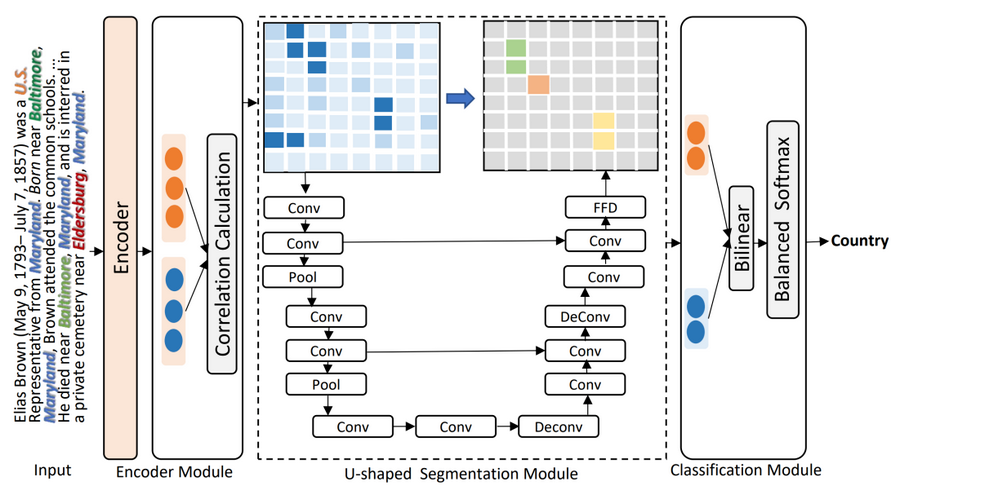 Elias Brown (May 9, 1793– July 7, 1857) was a U.S.
Representative from Maryland. Born near Baltimore,
Maryland, Brown attended the common schools. ...
He died near Baltimore, Maryland, and is interred in
a private cemetery near Eldersburg, Maryland.
Input
Encoder
Correlation Calculation
Encoder Module
Conv
Conv
Pool
Conv
Conv
Pool
Conv
Conv
Deconv
Conv
Conv
DeConv
Conv
Conv
FFD
U-shaped Segmentation Module
Bilinear
Balanced Softmax
Classification Module
Country